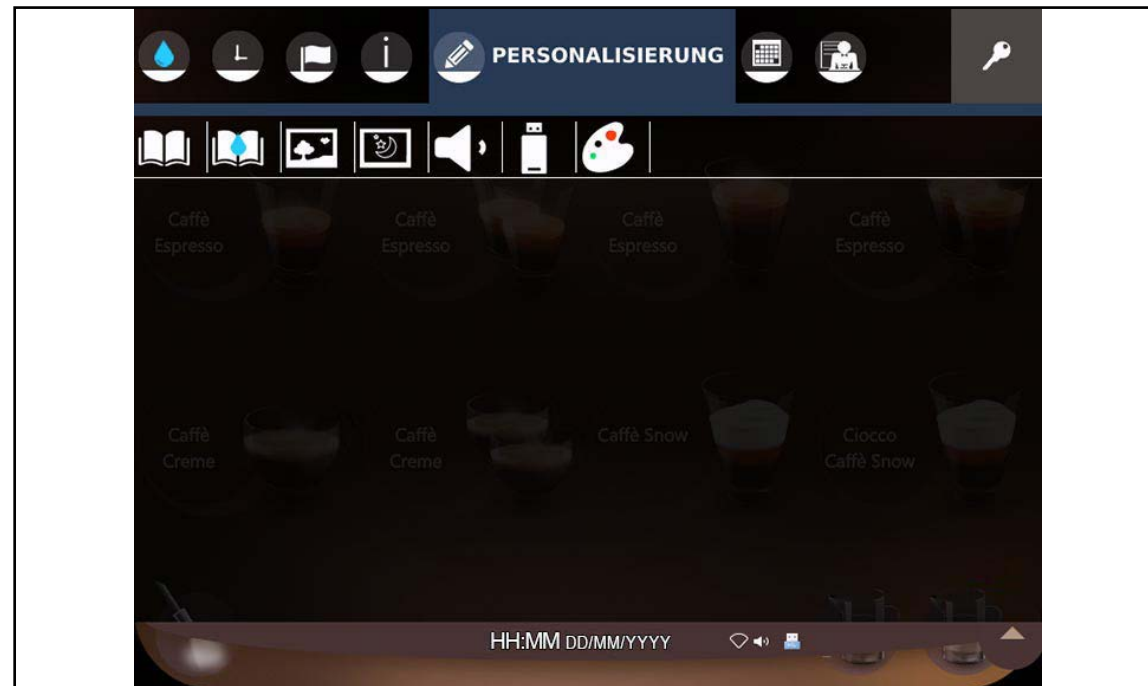 PERSONALISIERUNG
Caffè
Espresso
Caffè
Espresso
Caffè
Espresso
Caffè
Espresso
Caffè
Creme
Caffè
Creme
Caffè Snow
Ciocco
Caffè Snow
HH:MM DD/MM/YYYY